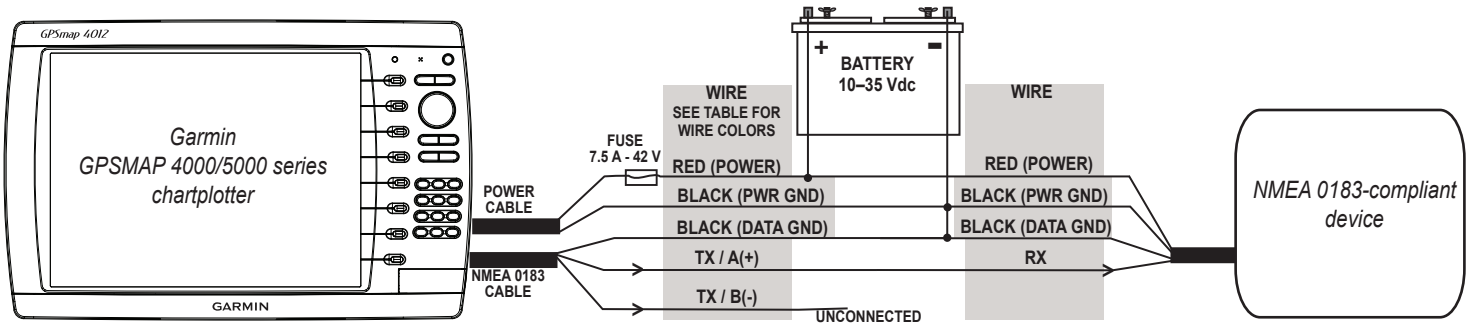 GPSmap 4012
Garmin
GPSMAP 4000/5000 series
chartplotter
GARMIN
POWER
CABLE
NMEA 0183
CABLE
FUSE
7.5 A - 42 V
WIRE
SEE TABLE FOR
WIRE COLORS
RED (POWER)
BLACK (PWR GND)
BLACK (DATA GND)
TX / A(+)
TX / B(-)
UNCONNECTED
+ -
BATTERY
10–35 Vdc
WIRE
RED (POWER)
BLACK (PWR GND)
BLACK (DATA GND)
RX
NMEA 0183-compliant
device